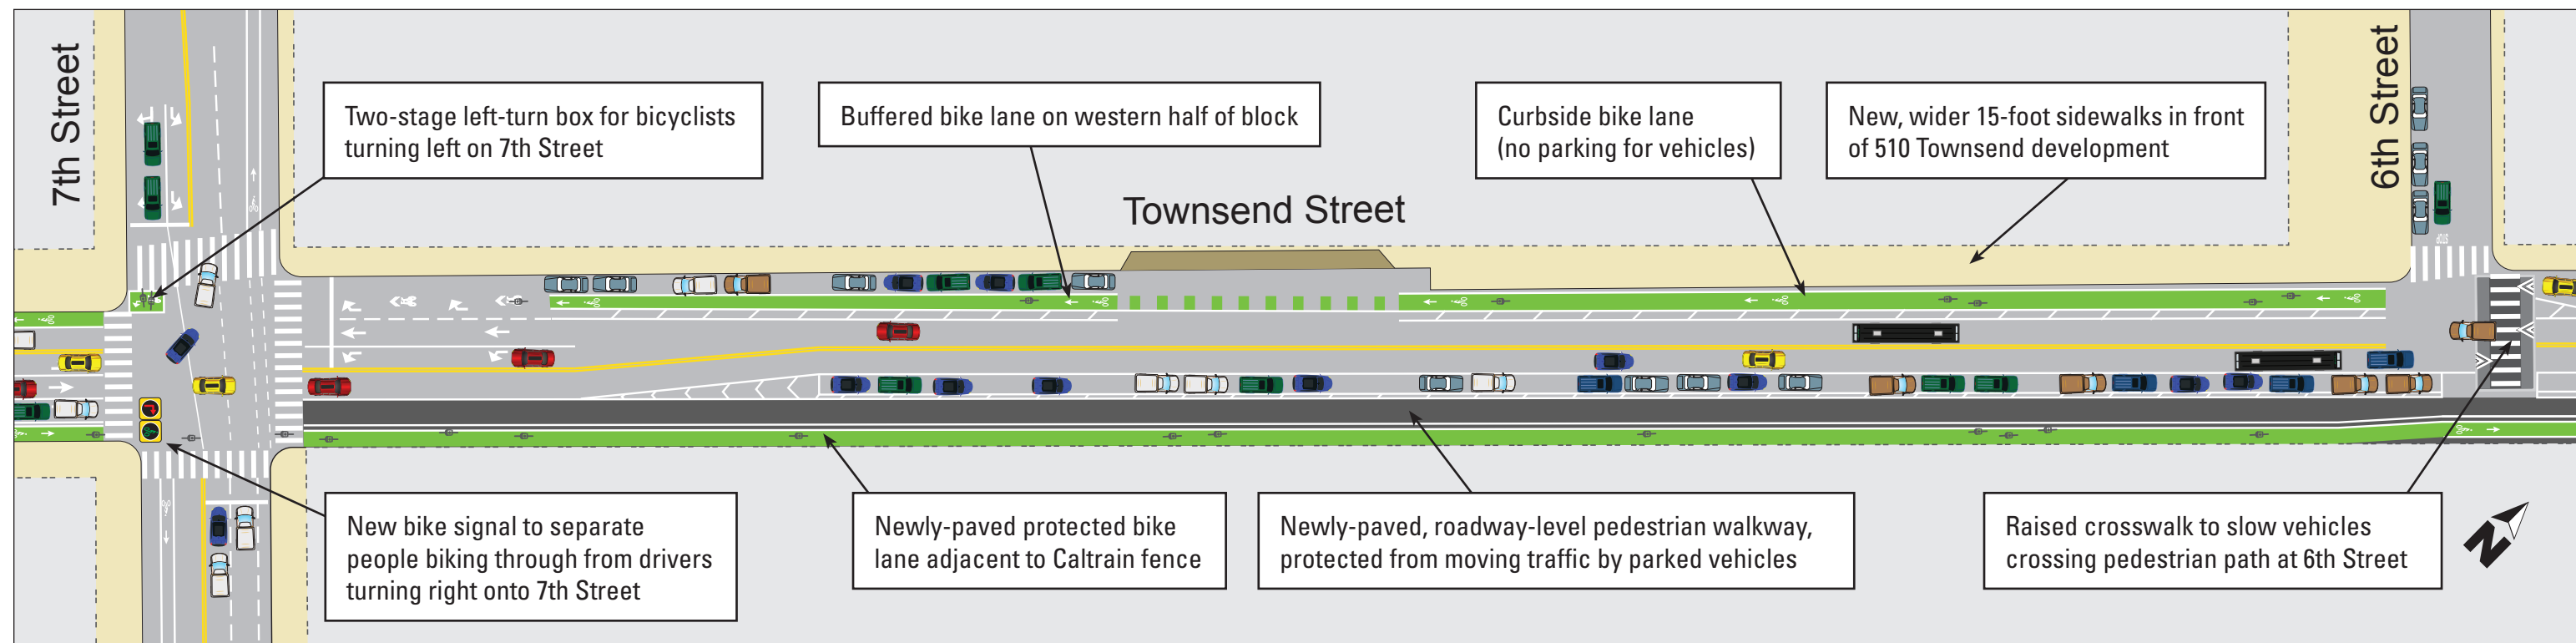 7th Street
Two-stage left-turn box for bicyclists
turning left on 7th Street
Buffered bike lane on western half of block
Curbside bike lane
(no parking for vehicles)
New, wider 15-foot sidewalks in front
of 510 Townsend development
6th Street
Townsend Street
STOP
New bike signal to separate
people biking through from drivers
turning right onto 7th Street
Newly-paved protected bike
lane adjacent to Caltrain fence
Newly-paved, roadway-level pedestrian walkway,
protected from moving traffic by parked vehicles
Raised crosswalk to slow vehicles
crossing pedestrian path at 6th Street
N